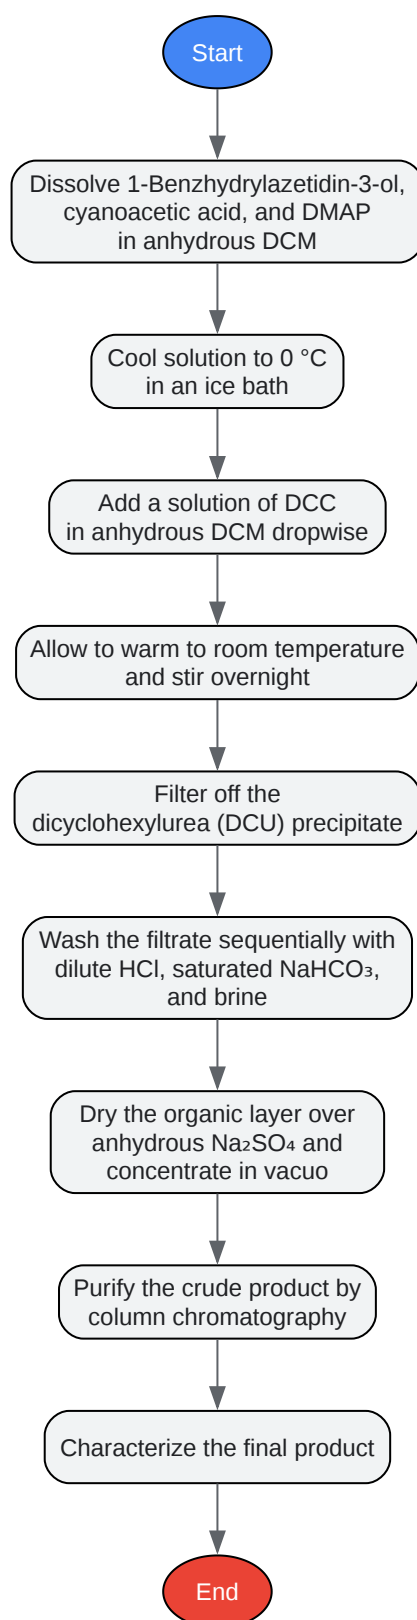 Start
Dissolve 1-Benzhydrylazetidin-3-ol,
cyanoacetic acid, and DMAP
in anhydrous DCM
Cool solution to 0 °C
in an ice bath
Add a solution of DCC
in anhydrous DCM dropwise
Allow to warm to room temperature
and stir overnight
Filter off the
dicyclohexylurea (DCU) precipitate
Wash the filtrate sequentially with
dilute HCl, saturated NaHCO₃,
and brine
Dry the organic layer over
anhydrous Na₂SO₄ and
concentrate in vacuo
Purify the crude product by
column chromatography
Characterize the final product
End